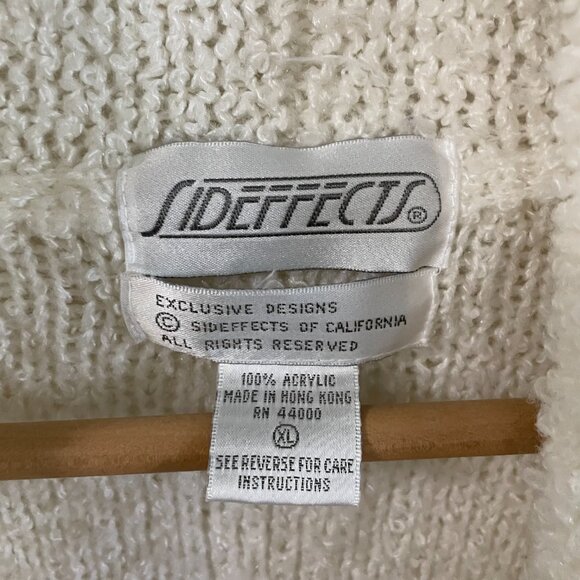 SIDEFFECTS ®
EXCLUSIVE DESIGNS
© SIDEFFECTS OF CALIFORNIA
ALL RIGHTS RESERVED
100% ACRYLIC
MADE IN HONG KONG
RN 44000
XL
SEE REVERSE FOR CARE
INSTRUCTIONS